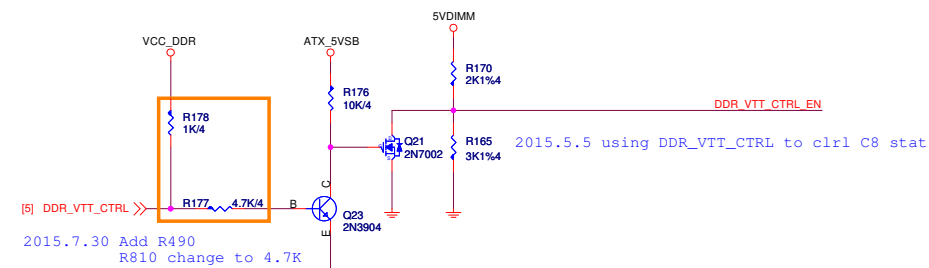 5VDIMM
VCC_DDR
ATX_5VSB
R170
2K1%4
R176
10K/4
DDR_VTT_CTRL_EN
R178
1K/4
Q21
2N7002
R165
3K1%4
2015.5.5 using DDR_VTT_CTRL to clrl C8 stat
C
[5] DDR_VTT_CTRL
R177
4.7K/4
B
Q23
2N3904
E
2015.7.30 Add R490
R810 change to 4.7K